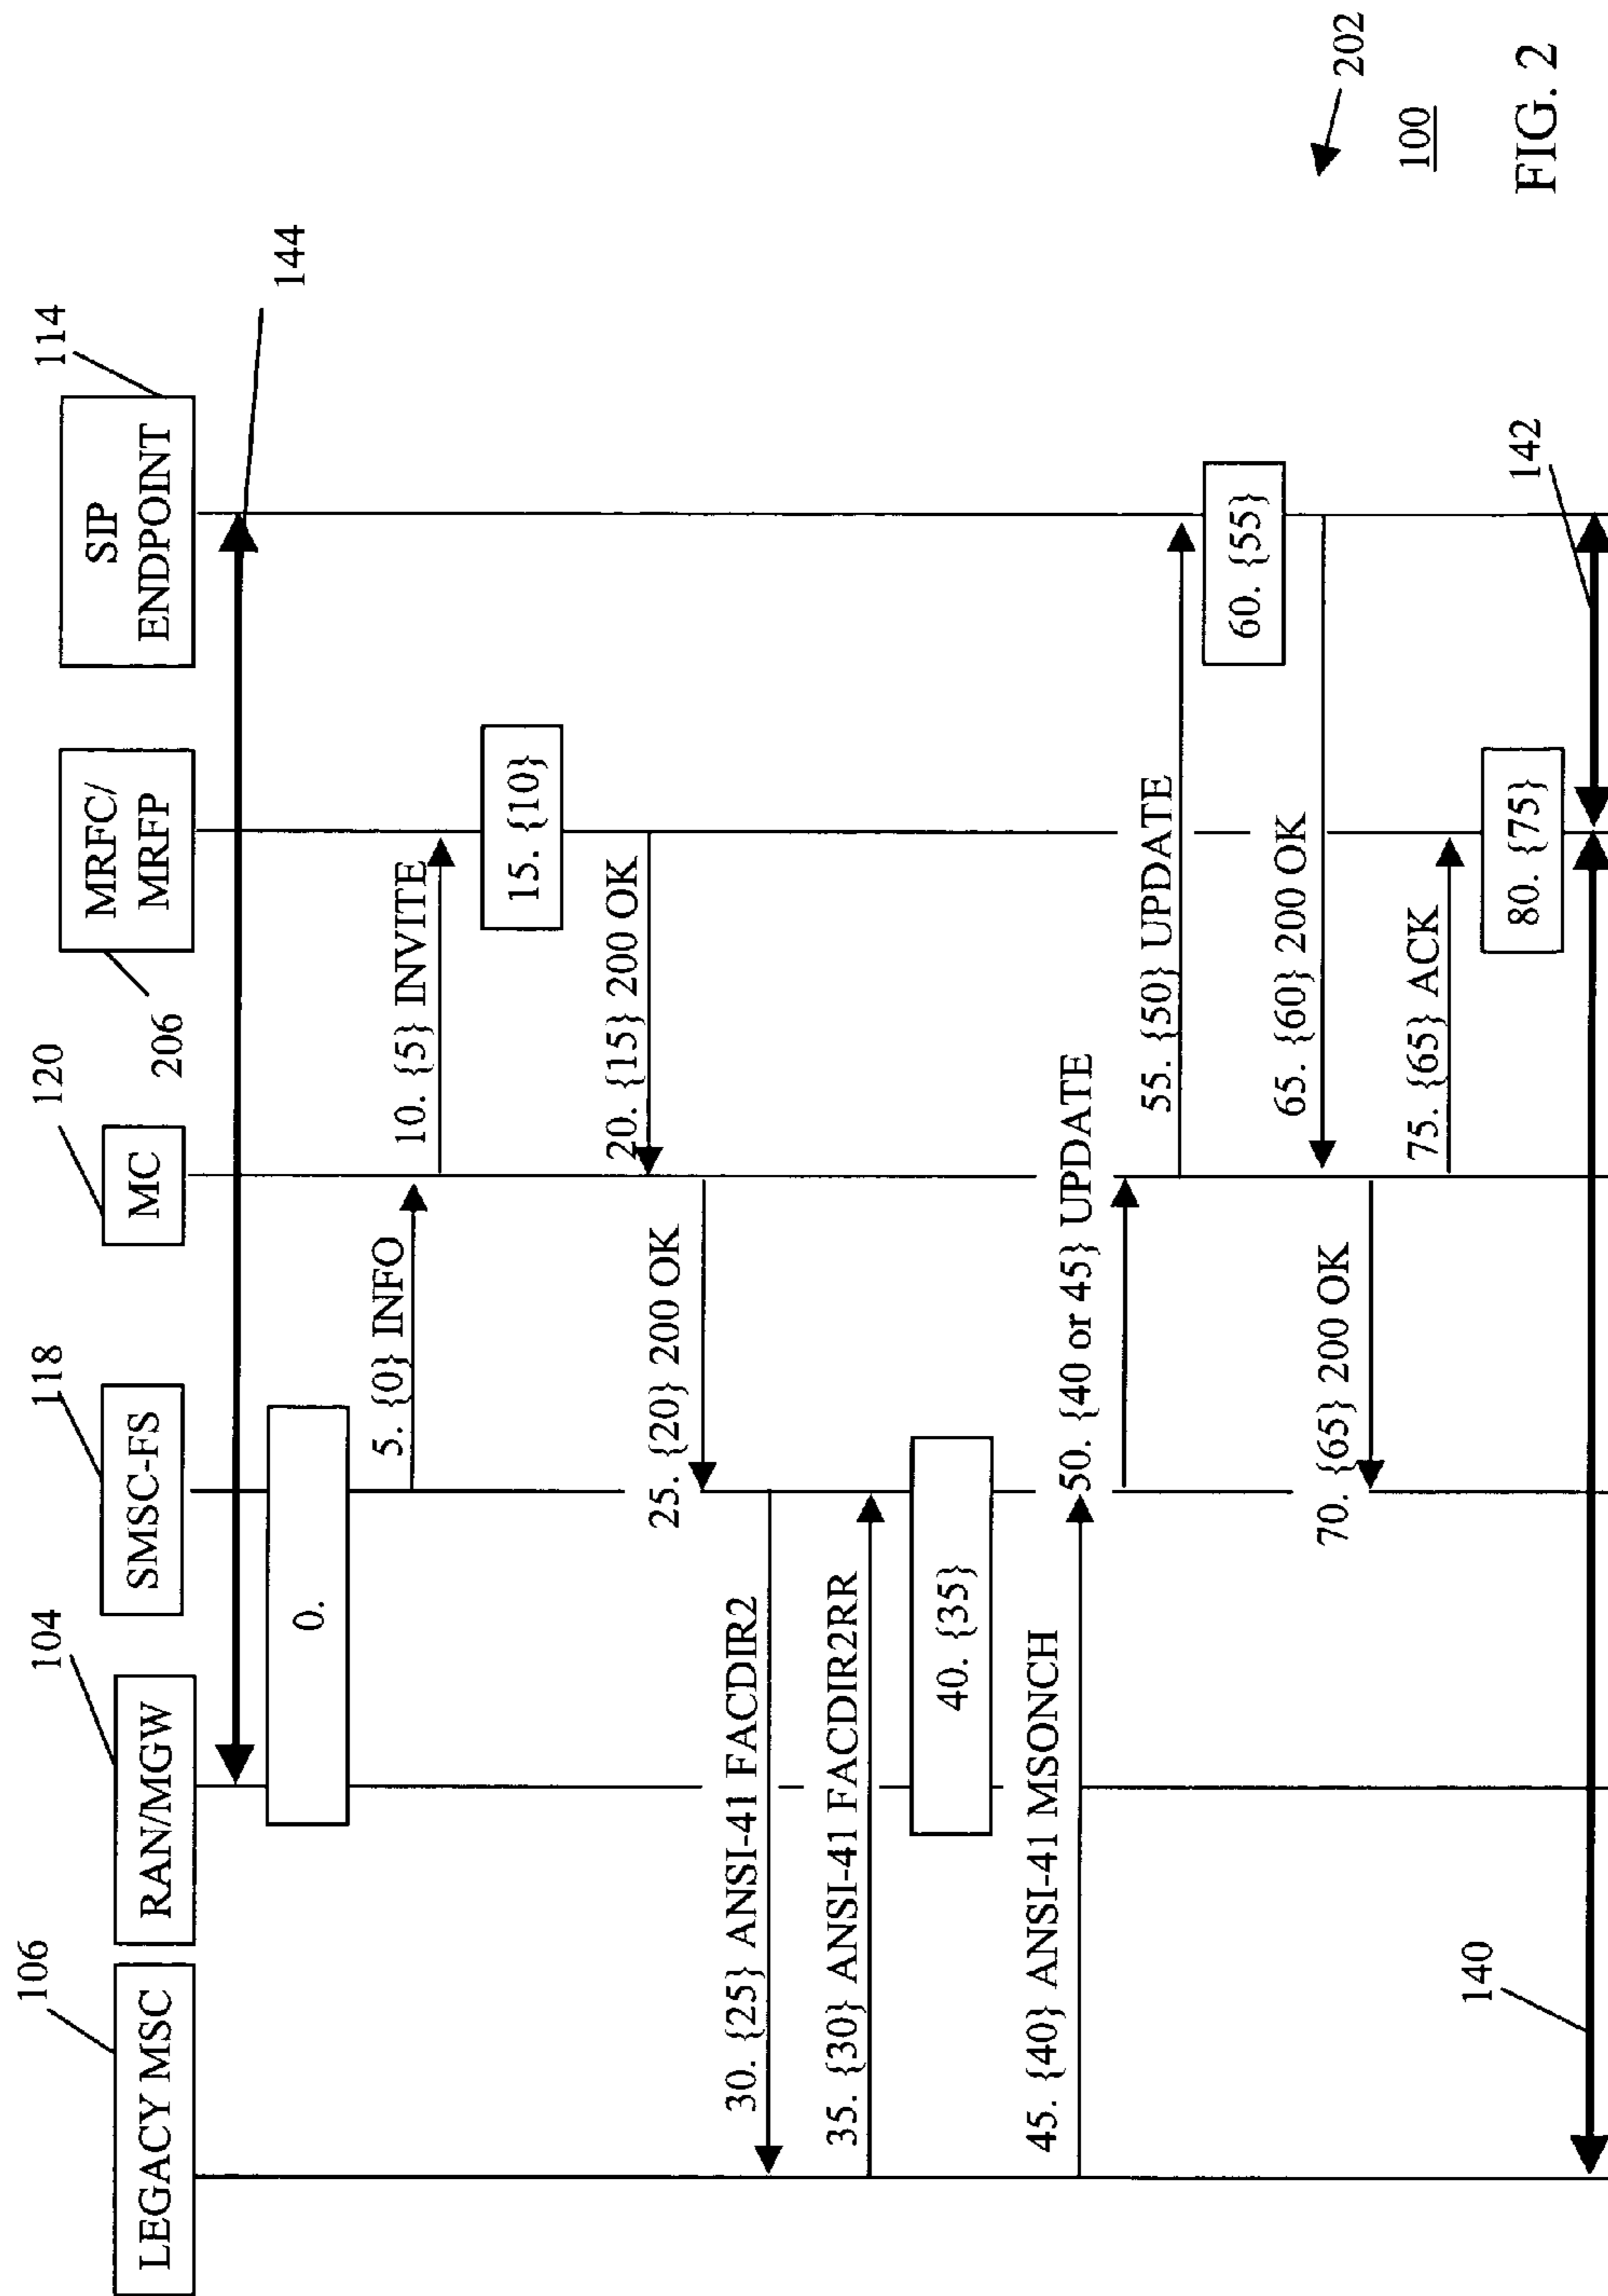 106
LEGACY MSC
104
RAN/MGW
118
SMSC-FS
120
MC
206
MRFC/
MRFP
114
SIP
ENDPOINT
144
0.
5. {0} INFO
10. {5} INVITE
15. {10}
20. {15} 200 OK
25. {20} 200 OK
30. {25} ANSI-41 FACDIR2
35. {30} ANSI-41 FACDIR2RR
40. {35}
45. {40} ANSI-41 MSONCH
50. {40 or 45} UPDATE
55. {50} UPDATE
60. {55}
65. {60} 200 OK
70. {65} 200 OK
75. {65} ACK
80. {75}
140
142
202
100
FIG. 2